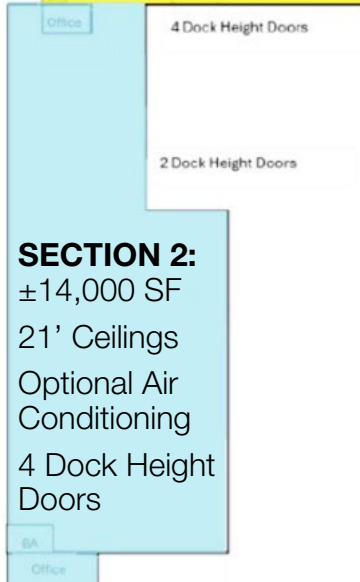 Office
4 Dock Height Doors
2 Dock Height Doors
SECTION 2:
±14,000 SF
21’ Ceilings
Optional Air
Conditioning
4 Dock Height
Doors
BA
Office